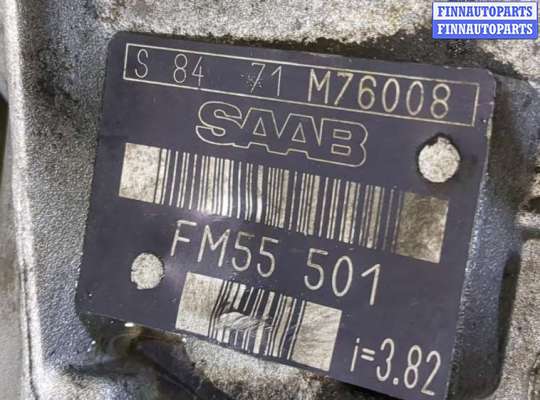 FINNAUTOPARTS
FINNAUTOPARTS
S 84 71 M76008
SAAB
FM55 501
i=3.82